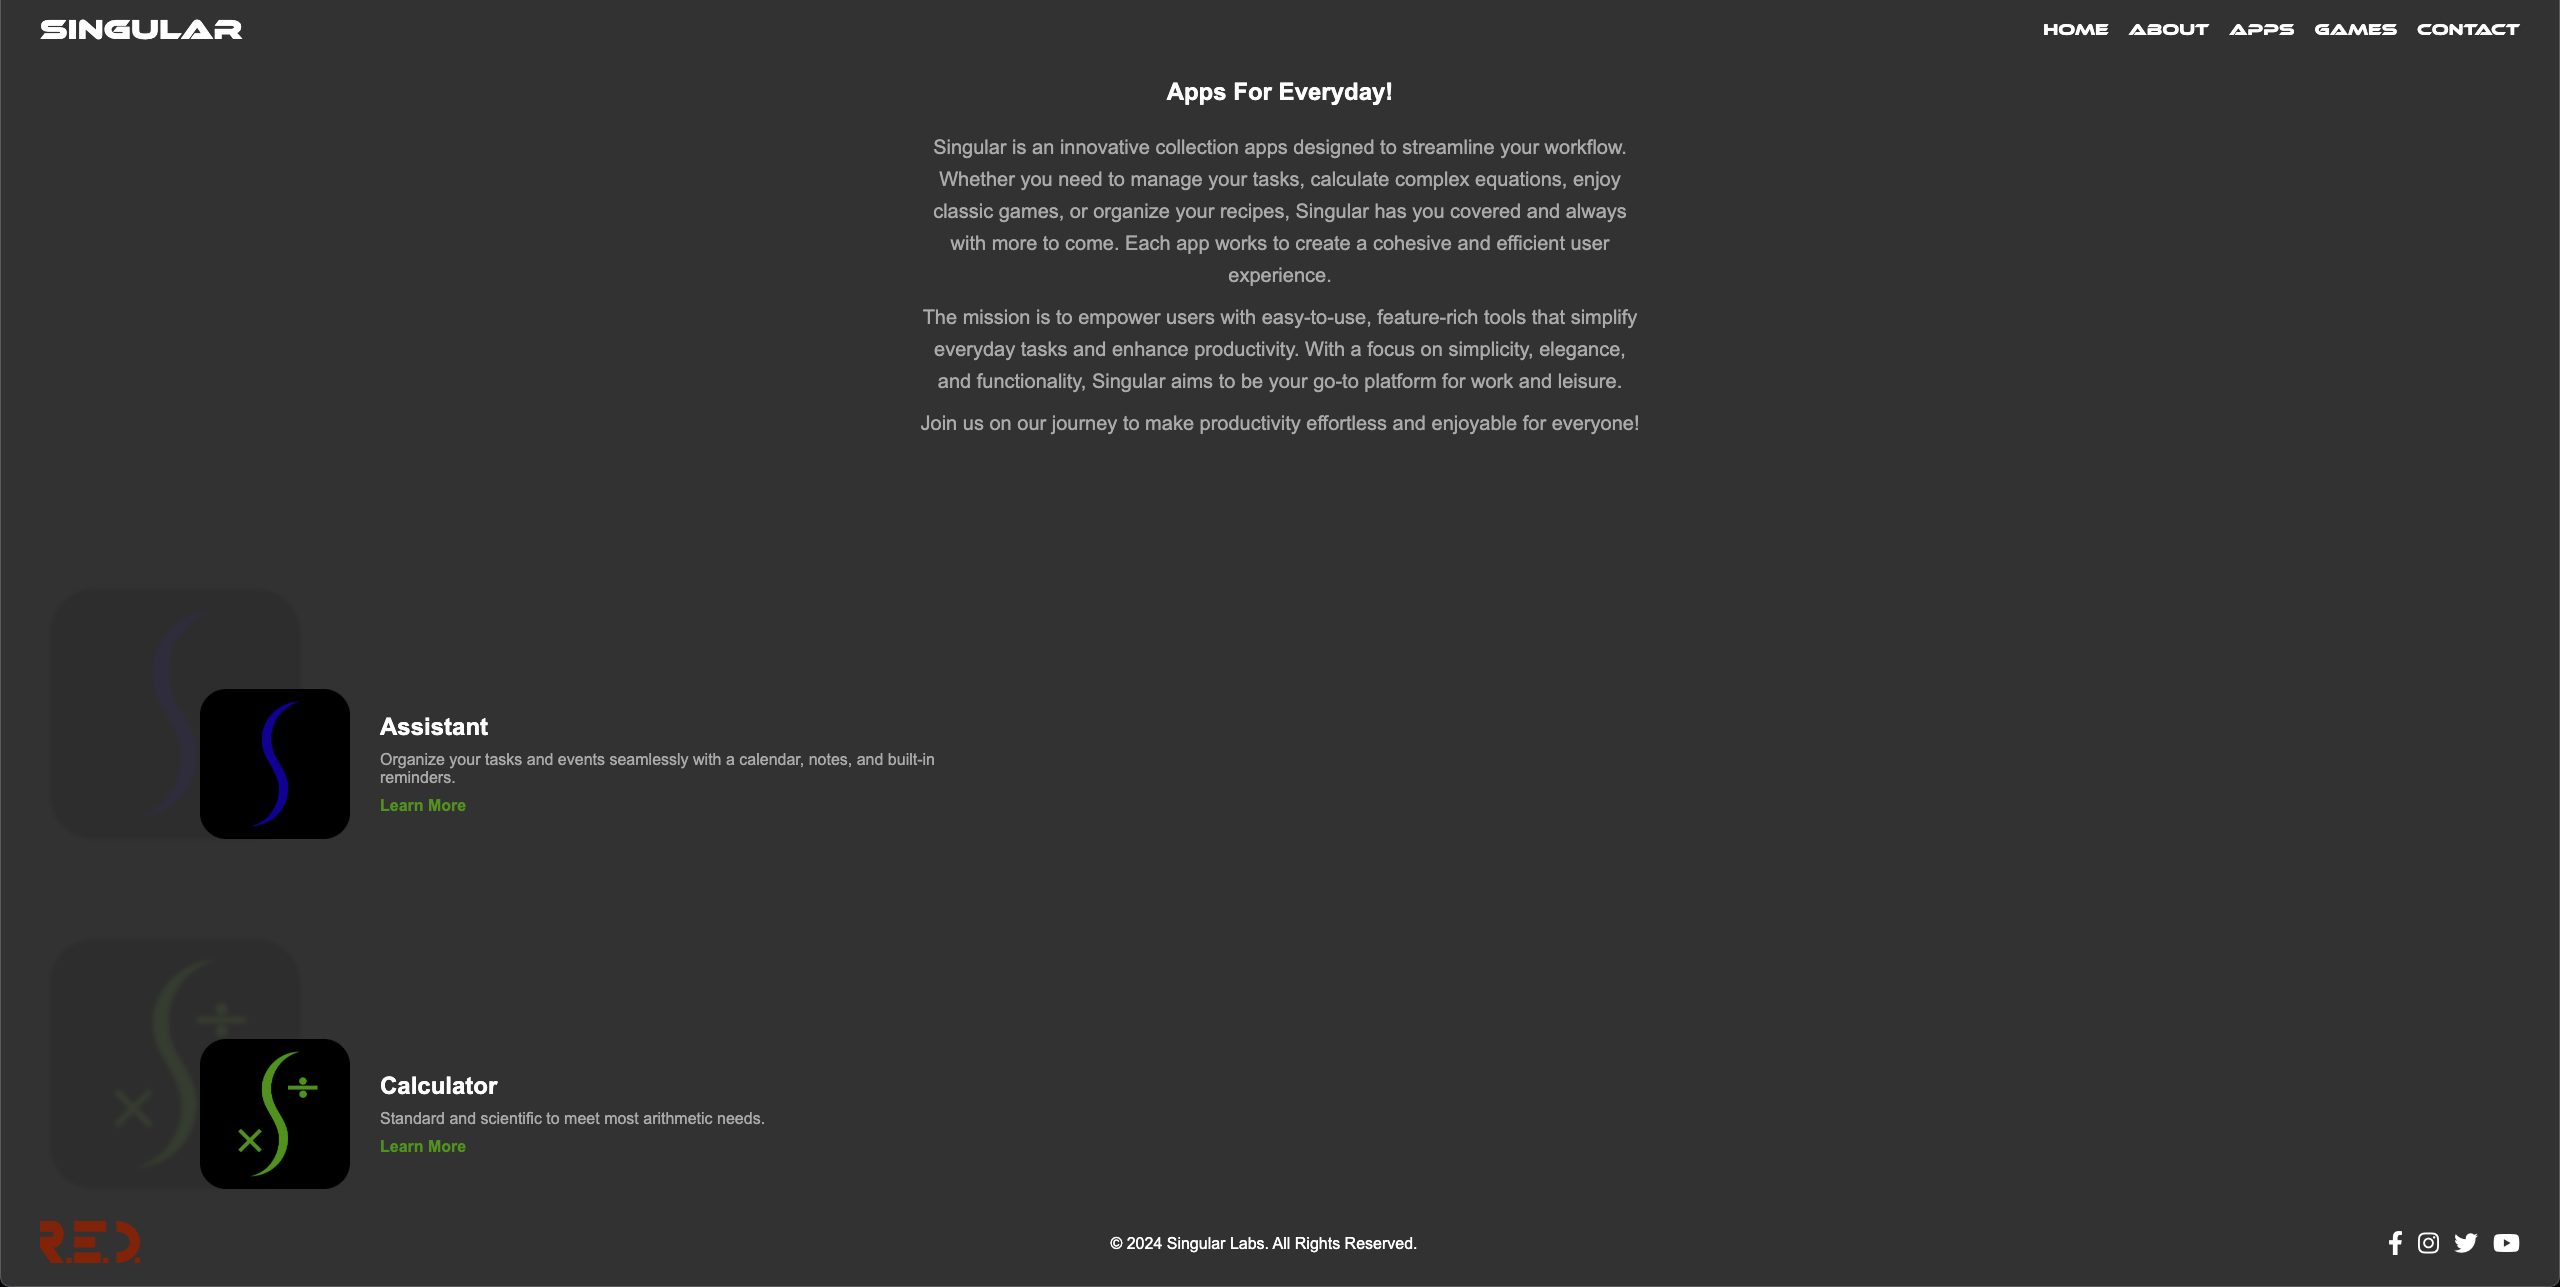 SINGULAR
HOME ABOUT APPS GAMES CONTACT
Apps For Everyday!
Singular is an innovative collection apps designed to streamline your workflow.
Whether you need to manage your tasks, calculate complex equations, enjoy
classic games, or organize your recipes, Singular has you covered and always
with more to come. Each app works to create a cohesive and efficient user
experience.
The mission is to empower users with easy-to-use, feature-rich tools that simplify
everyday tasks and enhance productivity. With a focus on simplicity, elegance,
and functionality, Singular aims to be your go-to platform for work and leisure.
Join us on our journey to make productivity effortless and enjoyable for everyone!
Assistant
Organize your tasks and events seamlessly with a calendar, notes, and built-in
reminders.
Learn More
Calculator
Standard and scientific to meet most arithmetic needs.
Learn More
R.E.D.
© 2024 Singular Labs. All Rights Reserved.